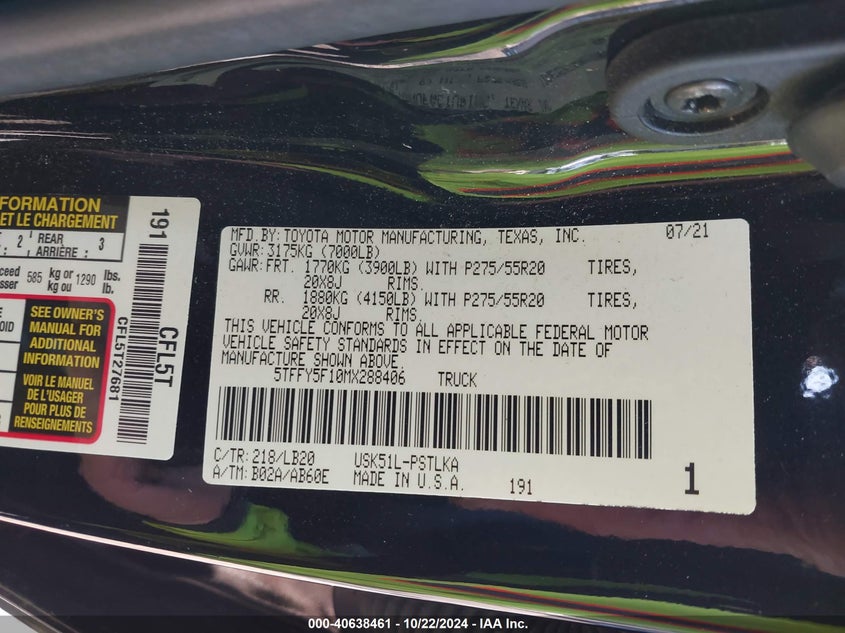 FORMATION
ET LE CHARGEMENT
2 REAR 3
ARRIÈRE :
585 kg or 1290 lbs.
kg ou lb.
SEE OWNER'S
MANUAL FOR
ADDITIONAL
INFORMATION
VOIR LE MANUEL
DE L'USAGER
POUR PLUS DE
RENSEIGNEMENTS
CFL5T27681
191
CFL5T
MFD.BY:TOYOTA MOTOR MANUFACTURING, TEXAS, INC. 07/21
GVWR:3175KG (7000LB)
GAWR:FRT. 1770KG (3900LB) WITH P275/55R20 TIRES,
20X8J RIMS.
RR. 1880KG (4150LB) WITH P275/55R20 TIRES,
20X8J RIMS.
THIS VEHICLE CONFORMS TO ALL APPLICABLE FEDERAL MOTOR
VEHICLE SAFETY STANDARDS IN EFFECT ON THE DATE OF
MANUFACTURE SHOWN ABOVE.
5TFFY5F10MX288406 TRUCK
C/TR:218/LB20 USK51L-PSTLKA
A/TM:B02A/AB60E MADE IN U.S.A. 191 1
000-40638461 - 10/22/2024 - IAA Inc.